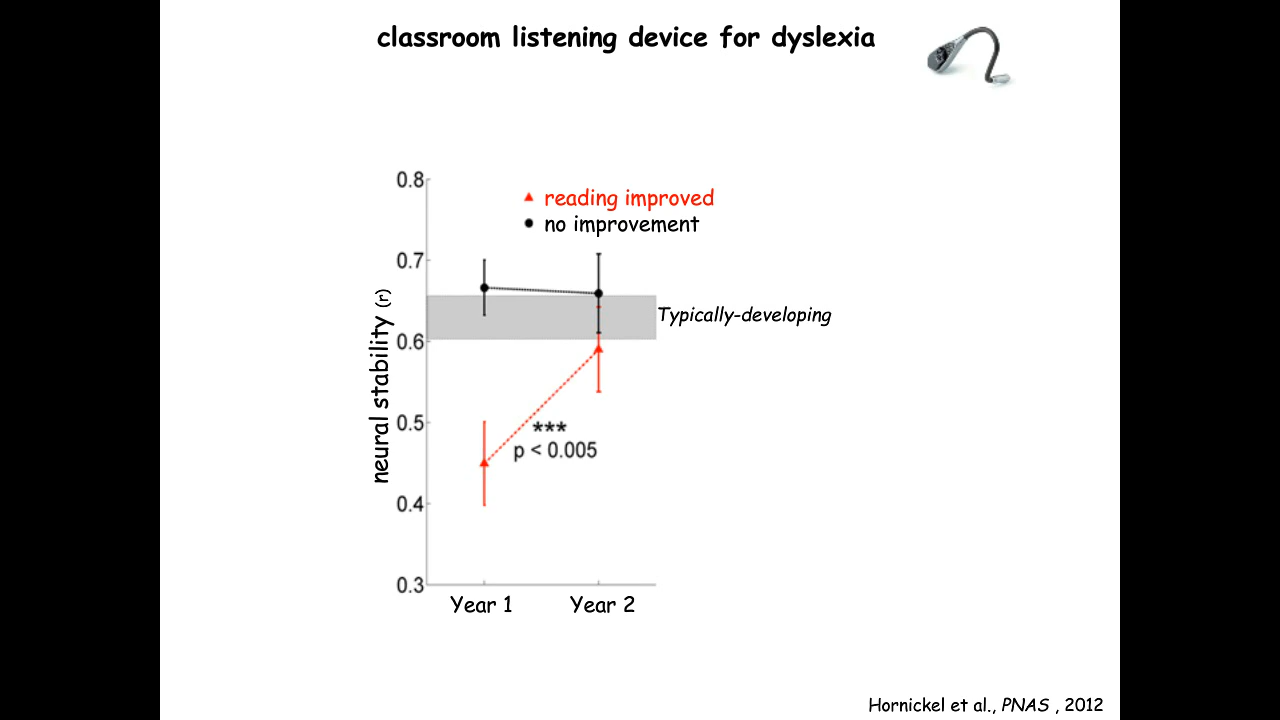 classroom listening device for dyslexia
0.8
reading improved
no improvement
0.7
neural stability (r)
Typically-developing
0.6
0.5
***
p < 0.005
0.4
0.3
Year 1 Year 2
Hornickel et al., PNAS , 2012